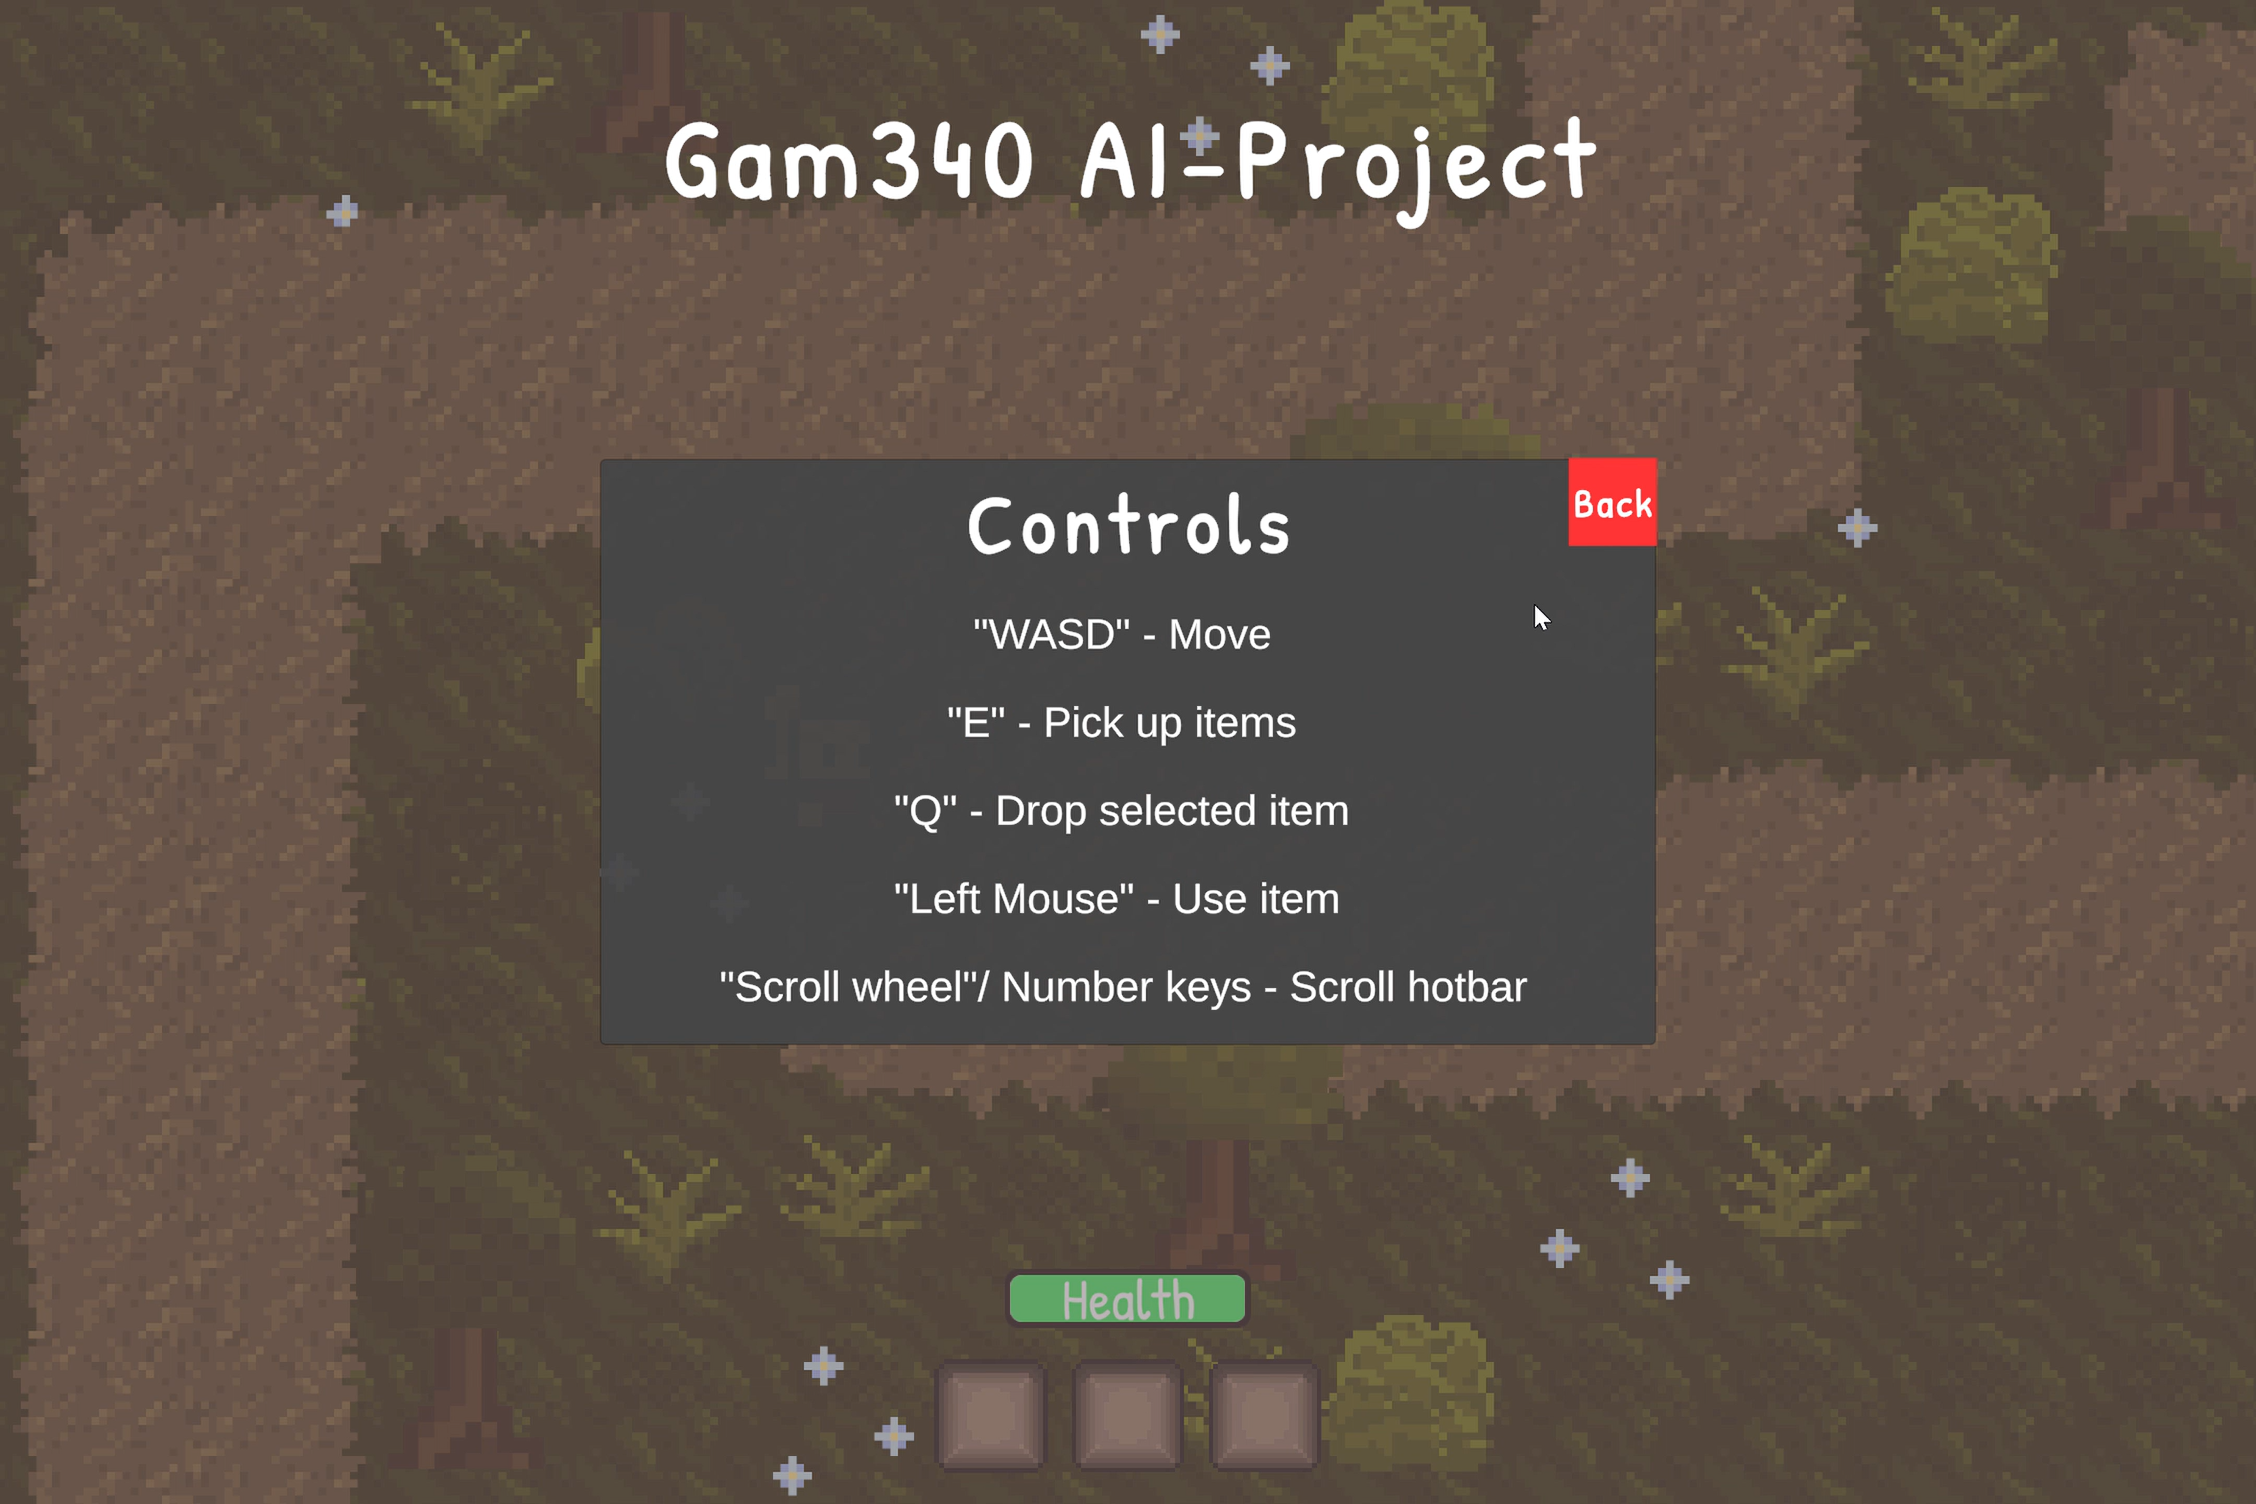 Gam340 AI-Project
Controls
Back
"WASD" - Move
"E" - Pick up items
"Q" - Drop selected item
"Left Mouse" - Use item
"Scroll wheel"/ Number keys - Scroll hotbar
Health